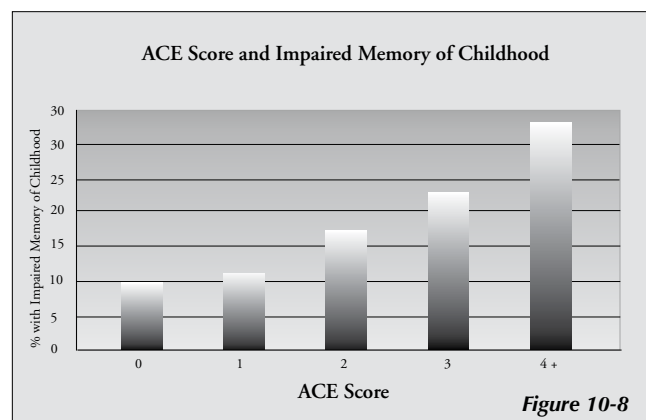 ACE Score and Impaired Memory of Childhood
% with Impaired Memory of Childhood
30
30
25
20
15
10
5
0
0 1 2 3 4 +
ACE Score
Figure 10-8